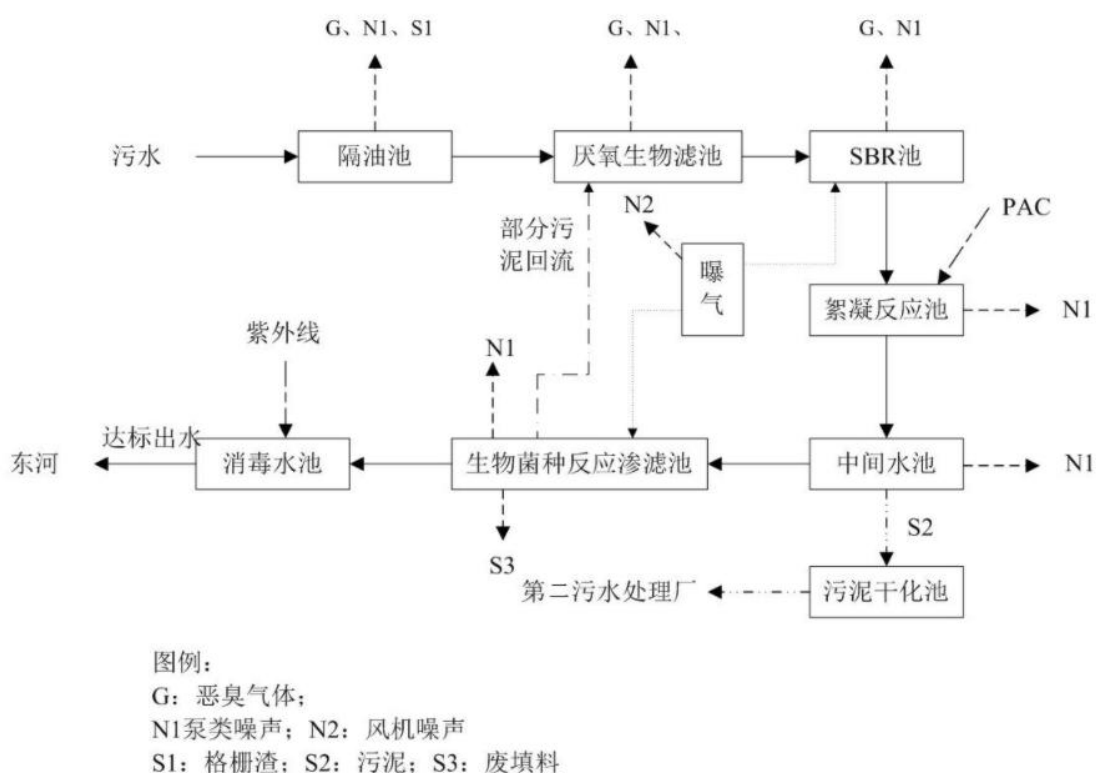 G、N1、S1
G、N1、
G、N1
污水
隔油池
厌氧生物滤池
SBR池
部分污
泥回流
N2
曝
气
PAC
絮凝反应池
N1
紫外线
N1
达标出水
东河
消毒水池
生物菌种反应渗滤池
中间水池
N1
S3
S2
第二污水处理厂
污泥干化池
图例：
G：恶臭气体；
N1泵类噪声；N2：风机噪声
S1：格栅渣；S2：污泥；S3：废填料